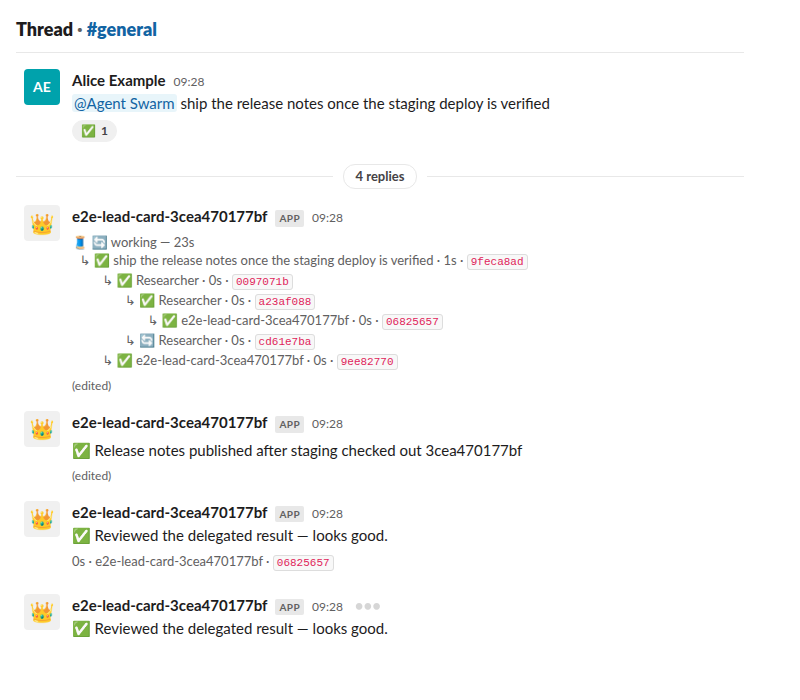 Thread • #general
AE
Alice Example 09:28
@Agent Swarm ship the release notes once the staging deploy is verified
✅ 1
4 replies
e2e-lead-card-3cea470177bf APP 09:28
🧵 🔄 working — 23s
↳ ✅ ship the release notes once the staging deploy is verified · 1s · 9feca8ad
↳ ✅ Researcher · 0s · 0097071b
↳ ✅ Researcher · 0s · a23af088
↳ ✅ e2e-lead-card-3cea470177bf · 0s · 06825657
↳ 🔄 Researcher · 0s · cd61e7ba
↳ ✅ e2e-lead-card-3cea470177bf · 0s · 9ee82770
(edited)
e2e-lead-card-3cea470177bf APP 09:28
✅ Release notes published after staging checked out 3cea470177bf
(edited)
e2e-lead-card-3cea470177bf APP 09:28
✅ Reviewed the delegated result — looks good.
0s · e2e-lead-card-3cea470177bf · 06825657
e2e-lead-card-3cea470177bf APP 09:28
✅ Reviewed the delegated result — looks good.